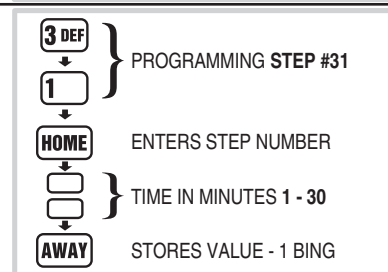 3 DEF
PROGRAMMING STEP #31
1
HOME ENTERS STEP NUMBER
TIME IN MINUTES 1 - 30
AWAY STORES VALUE - 1 BING